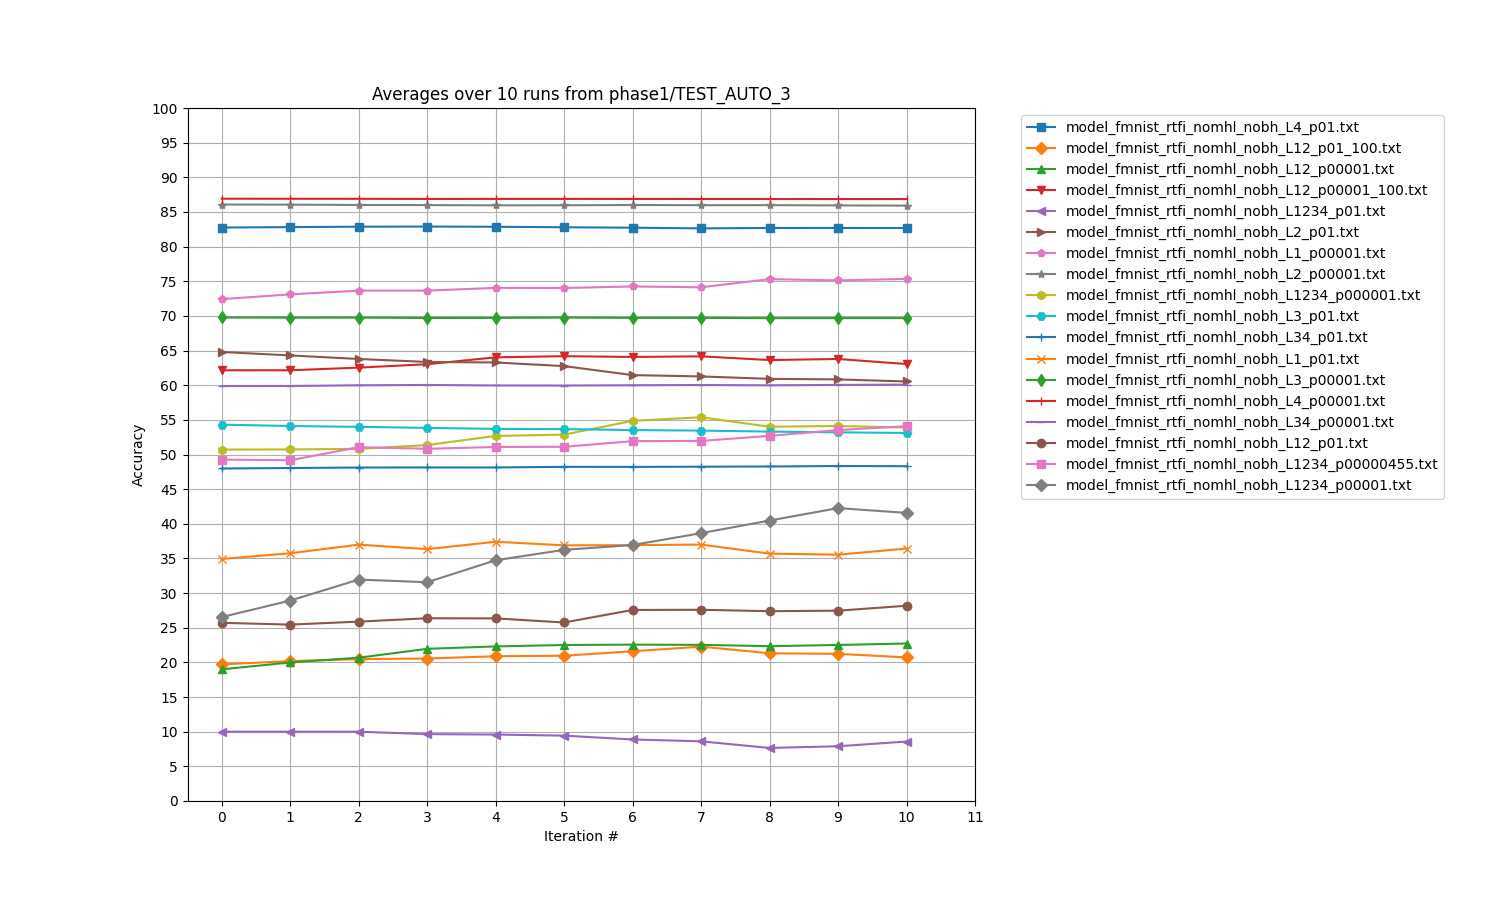 Averages over 10 runs from phase1/TEST_AUTO_3
100
95
90
85
80
75
70
65
60
55
50
45
40
35
30
25
20
15
10
5
0
Accuracy
0 1 2 3 4 5 6 7 8 9 10 11
Iteration #
model_fmnist_rtfi_nomhl_nobh_L4_p01.txt
model_fmnist_rtfi_nomhl_nobh_L12_p01_100.txt
model_fmnist_rtfi_nomhl_nobh_L12_p00001.txt
model_fmnist_rtfi_nomhl_nobh_L12_p00001_100.txt
model_fmnist_rtfi_nomhl_nobh_L1234_p01.txt
model_fmnist_rtfi_nomhl_nobh_L2_p01.txt
model_fmnist_rtfi_nomhl_nobh_L1_p00001.txt
model_fmnist_rtfi_nomhl_nobh_L2_p00001.txt
model_fmnist_rtfi_nomhl_nobh_L1234_p000001.txt
model_fmnist_rtfi_nomhl_nobh_L3_p01.txt
model_fmnist_rtfi_nomhl_nobh_L34_p01.txt
model_fmnist_rtfi_nomhl_nobh_L1_p01.txt
model_fmnist_rtfi_nomhl_nobh_L3_p00001.txt
model_fmnist_rtfi_nomhl_nobh_L4_p00001.txt
model_fmnist_rtfi_nomhl_nobh_L34_p00001.txt
model_fmnist_rtfi_nomhl_nobh_L12_p01.txt
model_fmnist_rtfi_nomhl_nobh_L1234_p00000455.txt
model_fmnist_rtfi_nomhl_nobh_L1234_p00001.txt